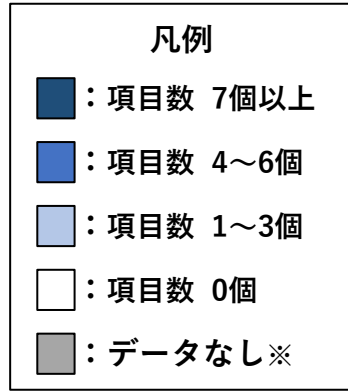 凡例
：項目数 7個以上
：項目数 4～6個
：項目数 1～3個
：項目数 0個
：データなし※